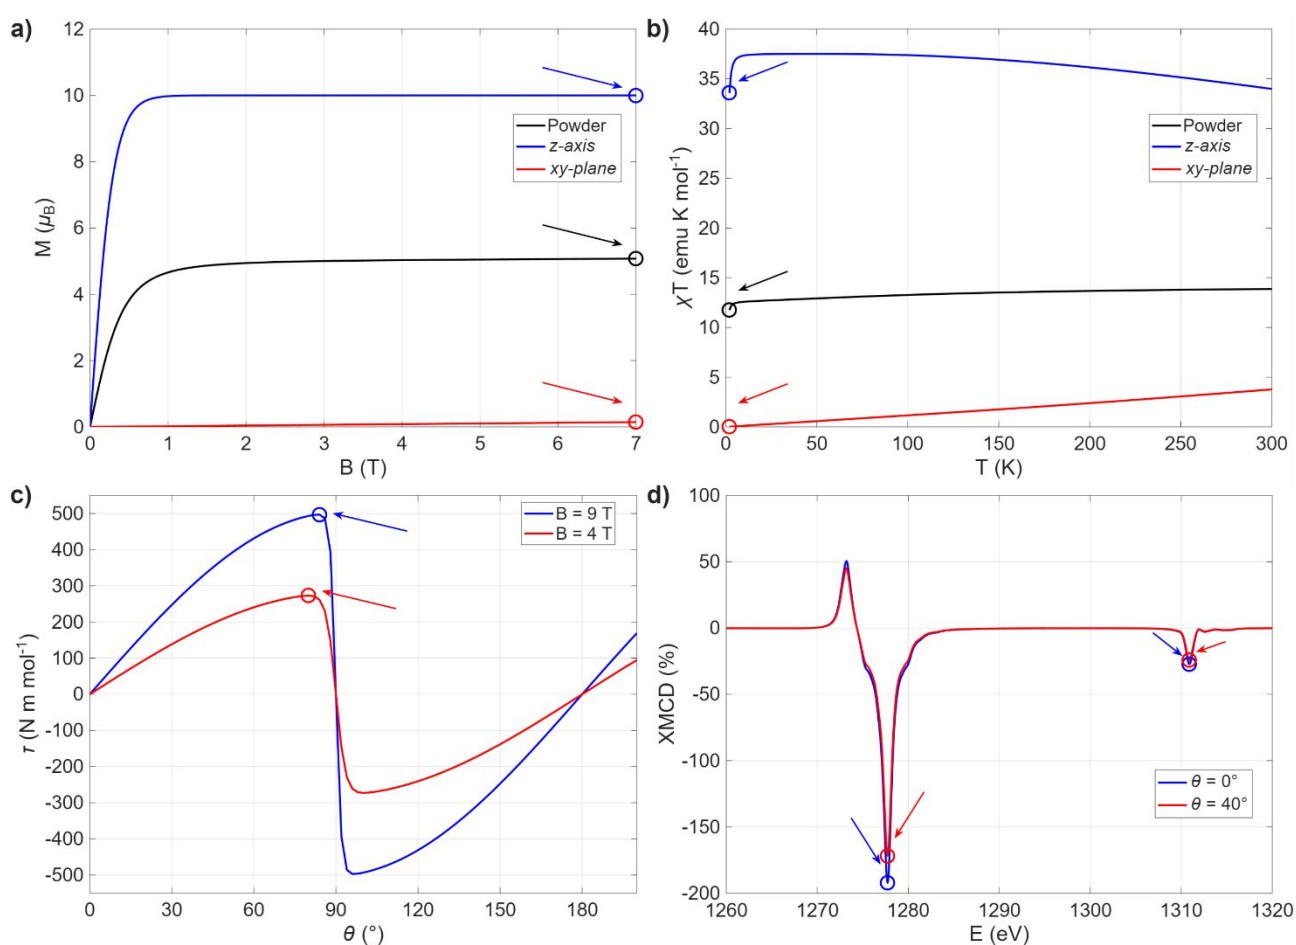 a)
12
10
8
6
4
2
0
M (μ_B)
0 1 2 3 4 5 6 7
B (T)
Powder
z-axis
xy-plane
b)
40
35
30
25
20
15
10
5
0
χT (emu K mol⁻¹)
0 50 100 150 200 250 300
T (K)
Powder
z-axis
xy-plane
c)
500
400
300
200
100
0
-100
-200
-300
-400
-500
τ (N m mol⁻¹)
0 30 60 90 120 150 180
θ (°)
B = 9 T
B = 4 T
d)
100
50
0
-50
-100
-150
-200
XMCD (%)
1260 1270 1280 1290 1300 1310 1320
E (eV)
θ = 0°
θ = 40°